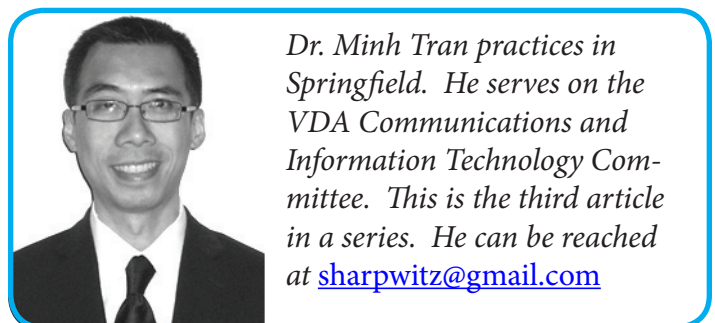 Dr. Minh Tran practices in
Springfield.  He serves on the
VDA Communications and
Information Technology Com-
mittee.  This is the third article
in a series.  He can be reached
at sharpwitz@gmail.com